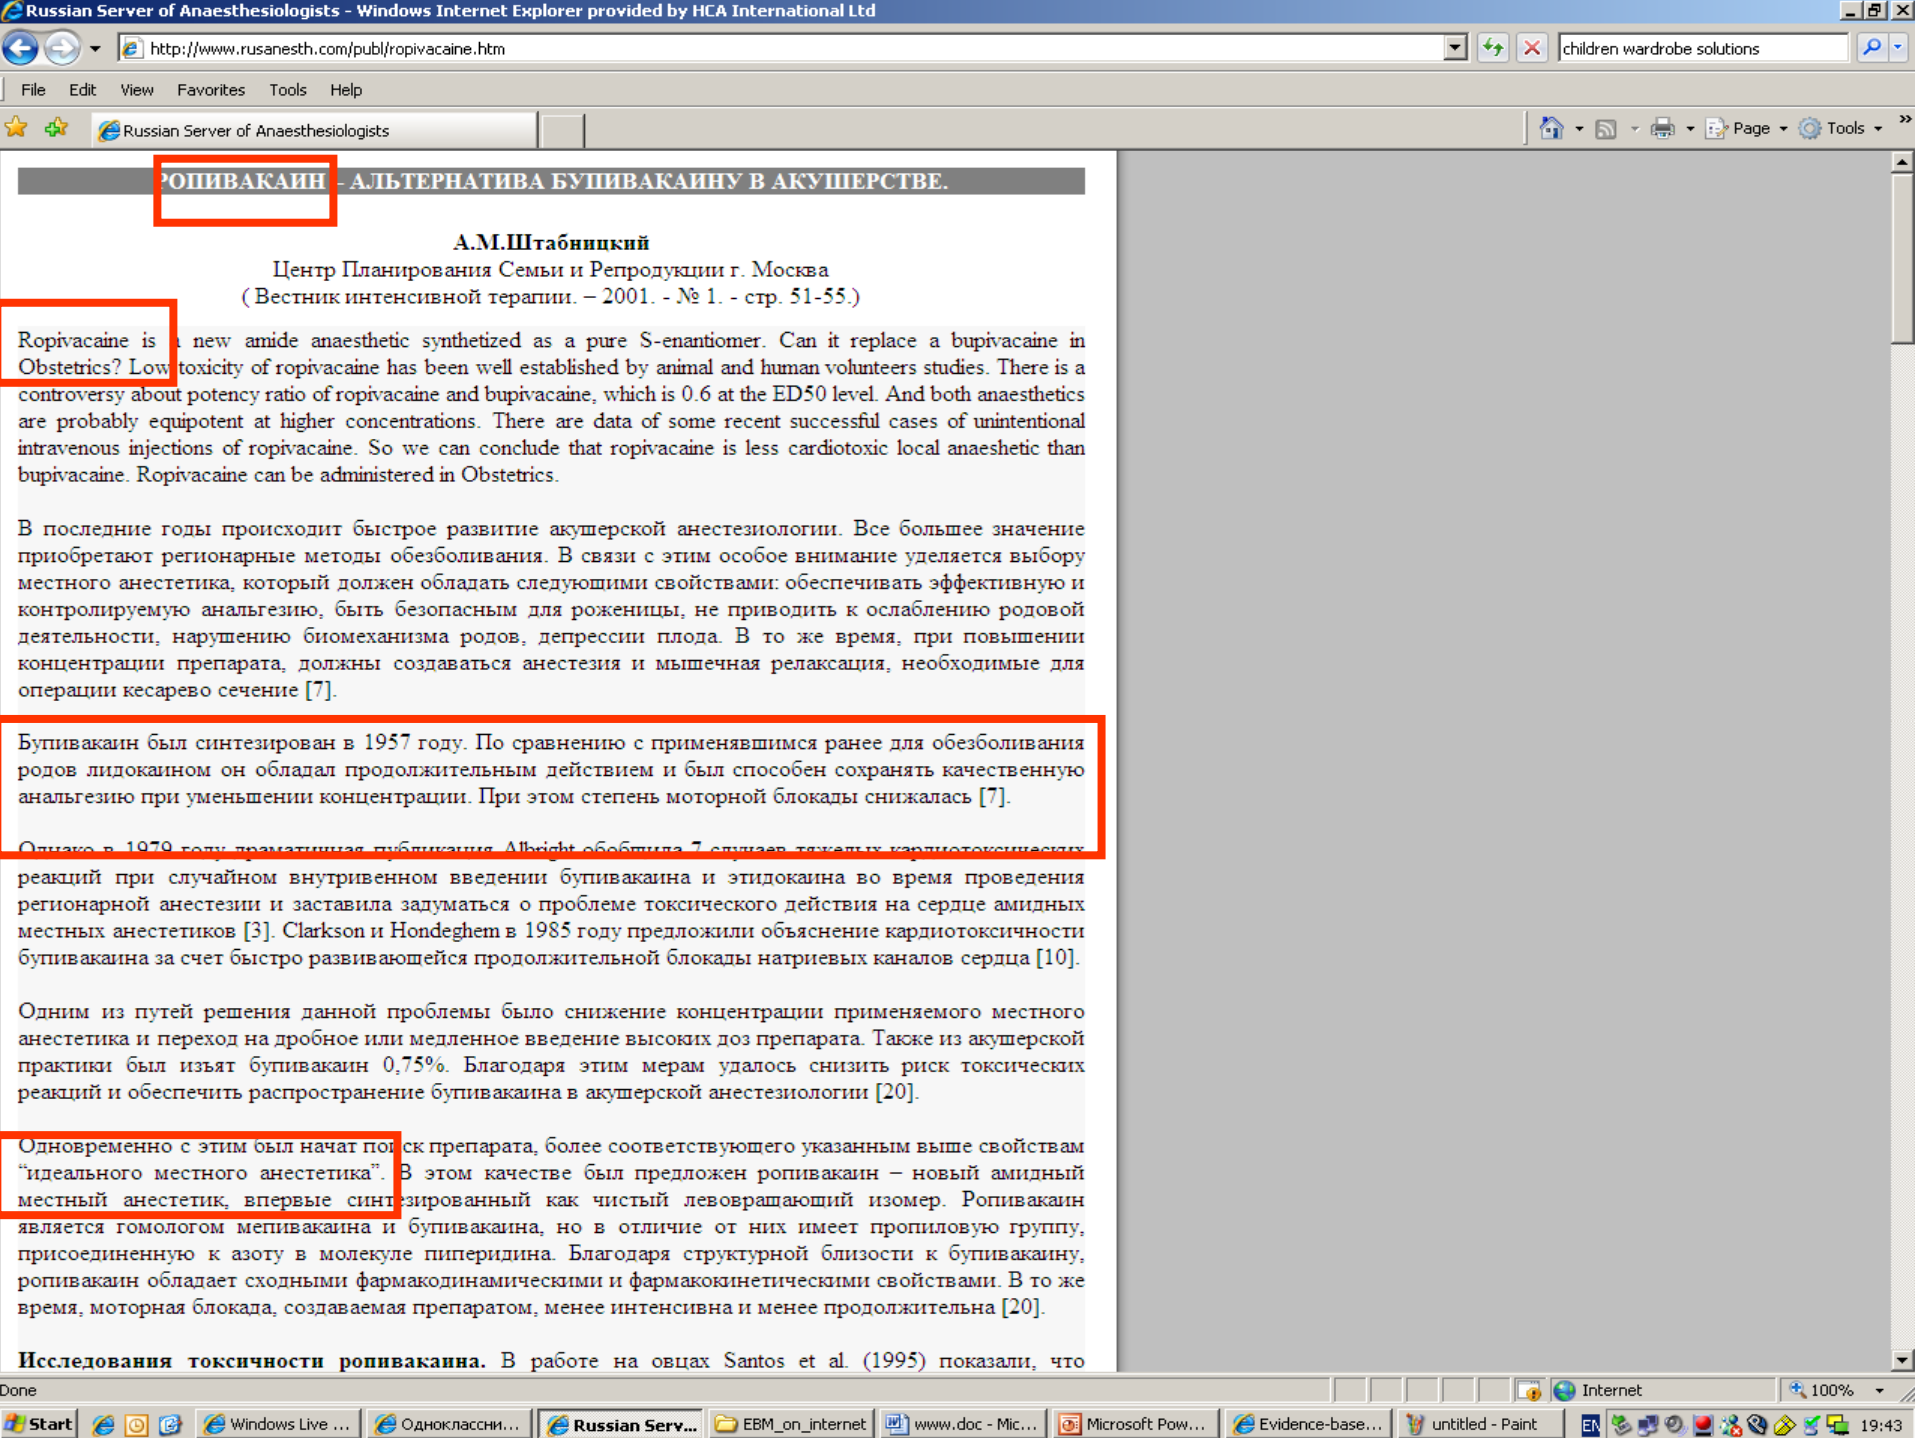 Russian Server of Anaesthesiologists - Windows Internet Explorer provided by HCA International Ltd
http://www.rusanesth.com/publ/ropivacaine.htm
children wardrobe solutions
File Edit View Favorites Tools Help
Russian Server of Anaesthesiologists
Page Tools »
РОПИВАКАИН - АЛЬТЕРНАТИВА БУПИВАКАИНУ В АКУШЕРСТВЕ.
А.М.Штабницкий
Центр Планирования Семьи и Репродукции г. Москва
( Вестник интенсивной терапии. – 2001. - № 1. - стр. 51-55.)
Ropivacaine is a new amide anaesthetic synthetized as a pure S-enantiomer. Can it replace a bupivacaine in
Obstetrics? Low toxicity of ropivacaine has been well established by animal and human volunteers studies. There is a
controversy about potency ratio of ropivacaine and bupivacaine, which is 0.6 at the ED50 level. And both anaesthetics
are probably equipotent at higher concentrations. There are data of some recent successful cases of unintentional
intravenous injections of ropivacaine. So we can conclude that ropivacaine is less cardiotoxic local anaeshetic than
bupivacaine. Ropivacaine can be administered in Obstetrics.
В последние годы происходит быстрое развитие акушерской анестезиологии. Все большее значение
приобретают регионарные методы обезболивания. В связи с этим особое внимание уделяется выбору
местного анестетика, который должен обладать следующими свойствами: обеспечивать эффективную и
контролируемую анальгезию, быть безопасным для роженицы, не приводить к ослаблению родовой
деятельности, нарушению биомеханизма родов, депрессии плода. В то же время, при повышении
концентрации препарата, должны создаваться анестезия и мышечная релаксация, необходимые для
операции кесарево сечение [7].
Бупивакаин был синтезирован в 1957 году. По сравнению с применявшимся ранее для обезболивания
родов лидокаином он обладал продолжительным действием и был способен сохранять качественную
анальгезию при уменьшении концентрации. При этом степень моторной блокады снижалась [7].
Однако в 1979 году драматичная публикация Albright обобщила 7 случаев тяжелых кардиотоксических
реакций при случайном внутривенном введении бупивакаина и этидокаина во время проведения
регионарной анестезии и заставила задуматься о проблеме токсического действия на сердце амидных
местных анестетиков [3]. Clarkson и Hondeghem в 1985 году предложили объяснение кардиотоксичности
бупивакаина за счет быстро развивающейся продолжительной блокады натриевых каналов сердца [10].
Одним из путей решения данной проблемы было снижение концентрации применяемого местного
анестетика и переход на дробное или медленное введение высоких доз препарата. Также из акушерской
практики был изъят бупивакаин 0,75%. Благодаря этим мерам удалось снизить риск токсических
реакций и обеспечить распространение бупивакаина в акушерской анестезиологии [20].
Одновременно с этим был начат поиск препарата, более соответствующего указанным выше свойствам
“идеального местного анестетика”. В этом качестве был предложен ропивакаин – новый амидный
местный анестетик, впервые синтезированный как чистый левовращающий изомер. Ропивакаин
является гомологом мепивакаина и бупивакаина, но в отличие от них имеет пропиловую группу,
присоединенную к азоту в молекуле пиперидина. Благодаря структурной близости к бупивакаину,
ропивакаин обладает сходными фармакодинамическими и фармакокинетическими свойствами. В то же
время, моторная блокада, создаваемая препаратом, менее интенсивна и менее продолжительна [20].
Исследования токсичности ропивакаина. В работе на овцах Santos et al. (1995) показали, что
Done Internet 100%
Start Windows Live ... Одноклассни... Russian Serv... EBM_on_internet www.doc - Mic... Microsoft Pow... Evidence-base... untitled - Paint EN 19:43